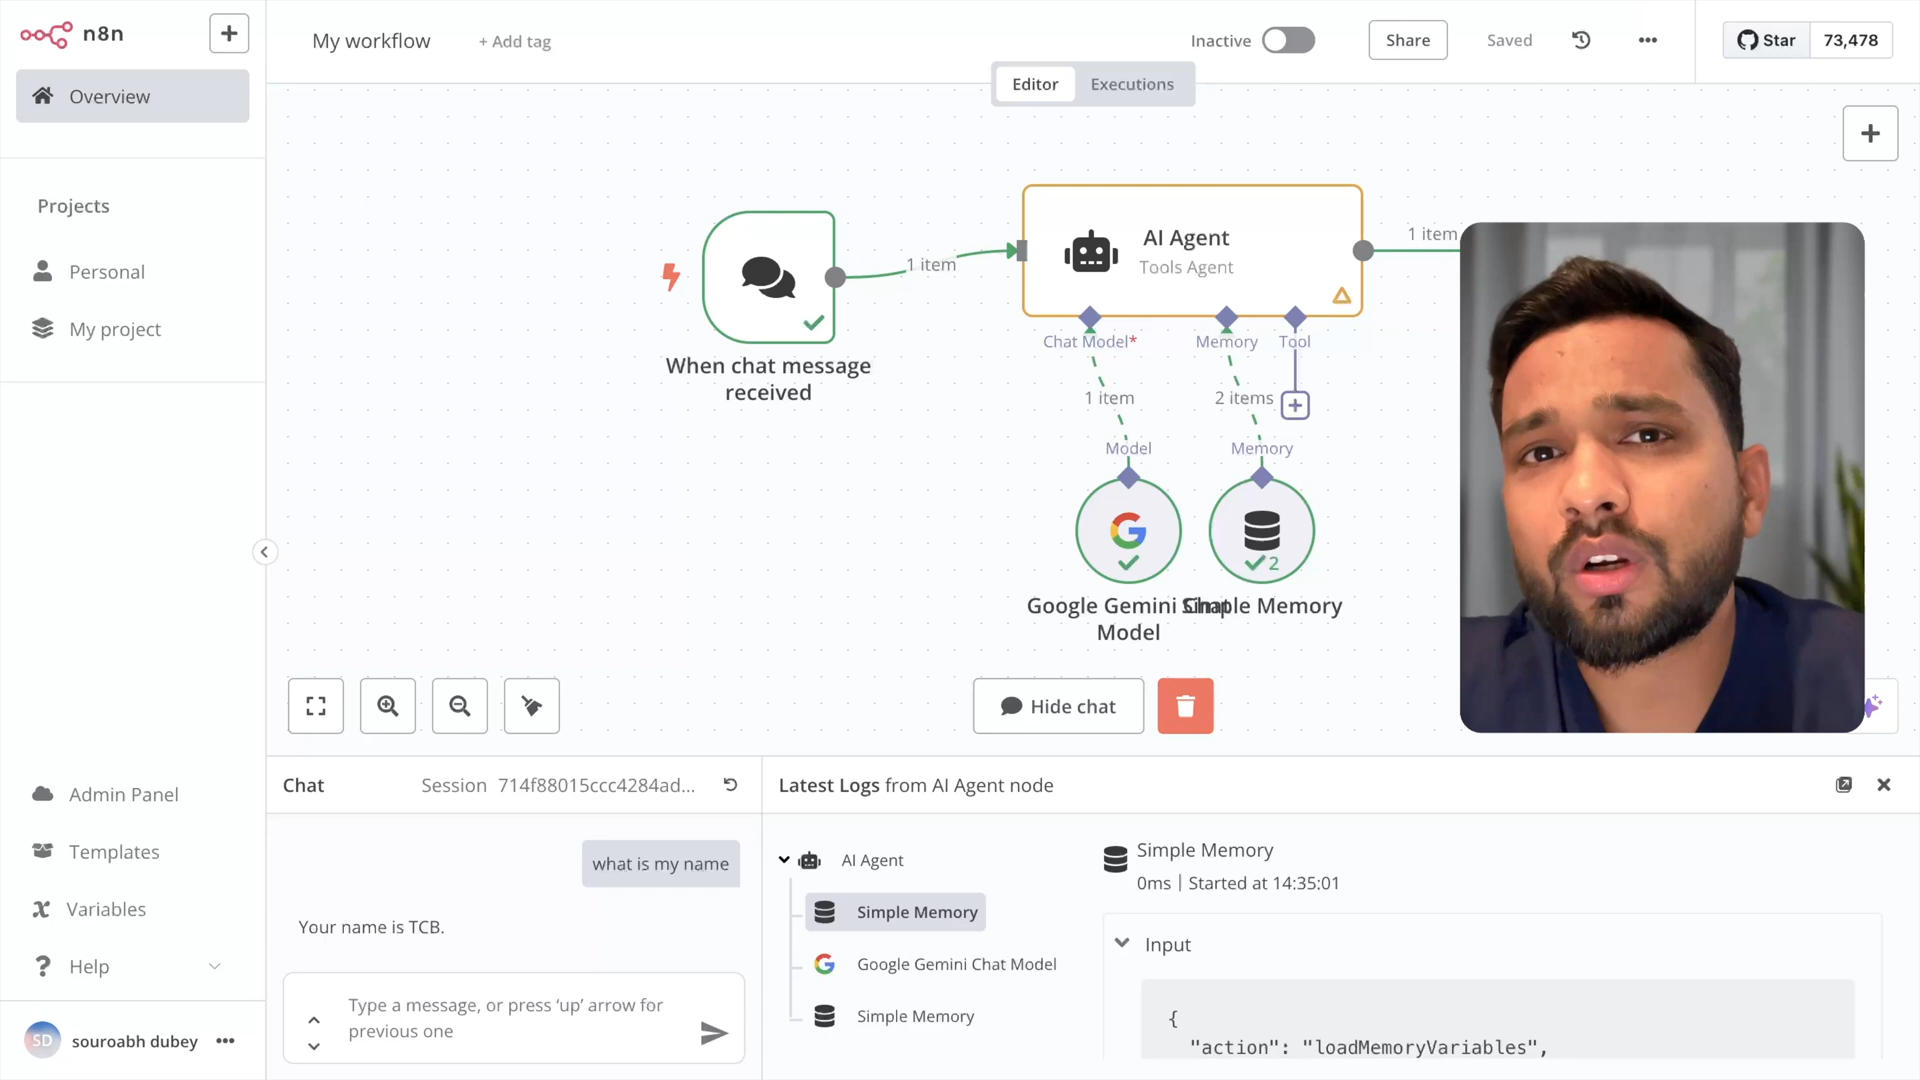 n8n
My workflow
+ Add tag
Inactive
Share
Saved
Star
73,478
Overview
Editor
Executions
Projects
Personal
My project
1 item
AI Agent
Tools Agent
1 item
Chat Model*
Memory
Tool
When chat message
received
1 item
2 items
Model
Memory
2
Google Gemini Chat
Model
Simple Memory
Hide chat
Admin Panel
Templates
Variables
Help
SD
souroabh dubey
Chat
Session 714f88015ccc4284ad...
what is my name
Your name is TCB.
Type a message, or press ‘up’ arrow for
previous one
Latest Logs from AI Agent node
AI Agent
Simple Memory
Google Gemini Chat Model
Simple Memory
Simple Memory
0ms | Started at 14:35:01
Input
{
"action": "loadMemoryVariables",